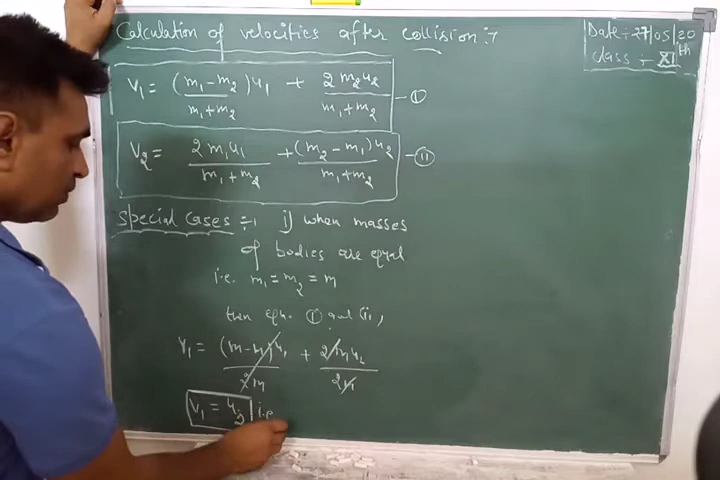 Calculation of velocities after collision :-
Date :- 27/05/20
Class :- XIth
V₁ = (m₁-m₂)u₁/m₁+m₂ + 2m₂u₂/m₁+m₂ - (I)
V₂ = 2m₁u₁/m₁+m₂ + (m₂-m₁)u₂/m₁+m₂ - (II)
Special Cases :- i) when masses
of bodies are equal
i.e. m₁ = m₂ = m
then eqn. (I) and (ii),
V₁ = (m-m)u₁/2m + 2mu₂/2m
V₁ = u₂ i.e